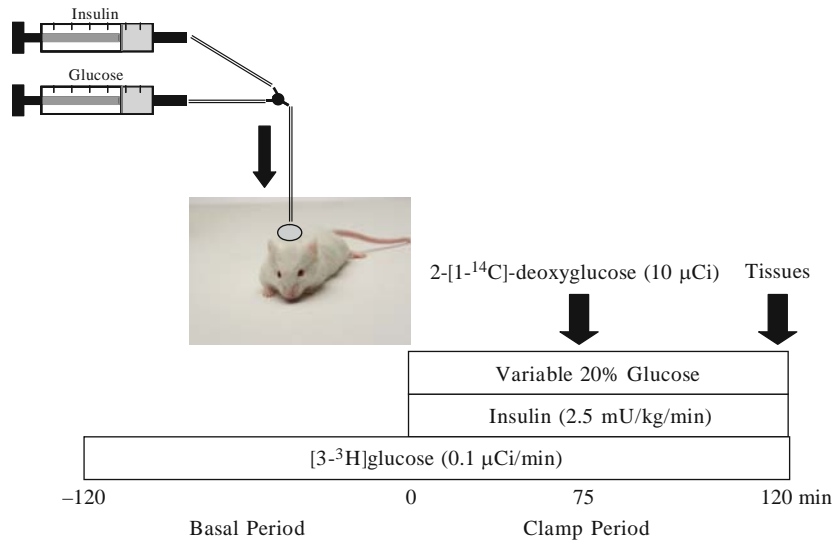 Insulin
Glucose
2-[1-¹⁴C]-deoxyglucose (10 μCi) Tissues
Variable 20% Glucose
Insulin (2.5 mU/kg/min)
[3-³H]glucose (0.1 μCi/min)
–120 0 75 120 min
Basal Period Clamp Period